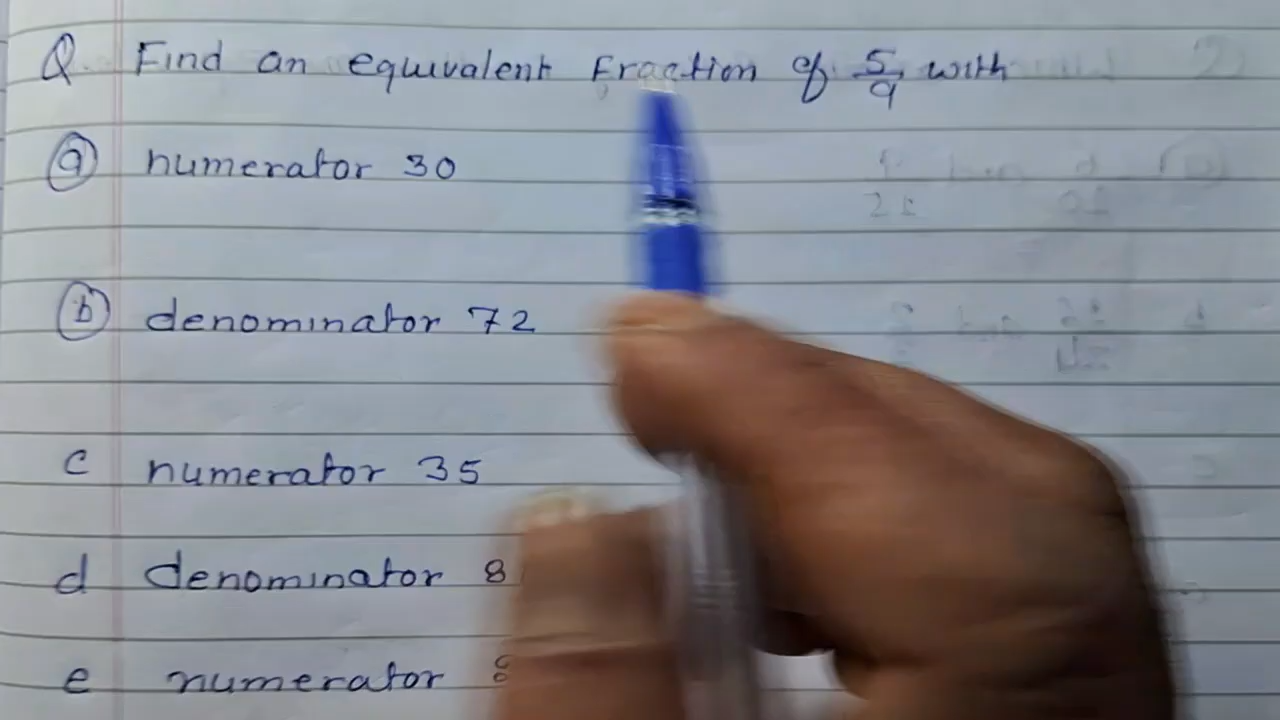 Q. Find an equivalent Fraction of 5/9 with
(a) numerator 30
(b) denominator 72
c numerator 35
d denominator 8
e numerator